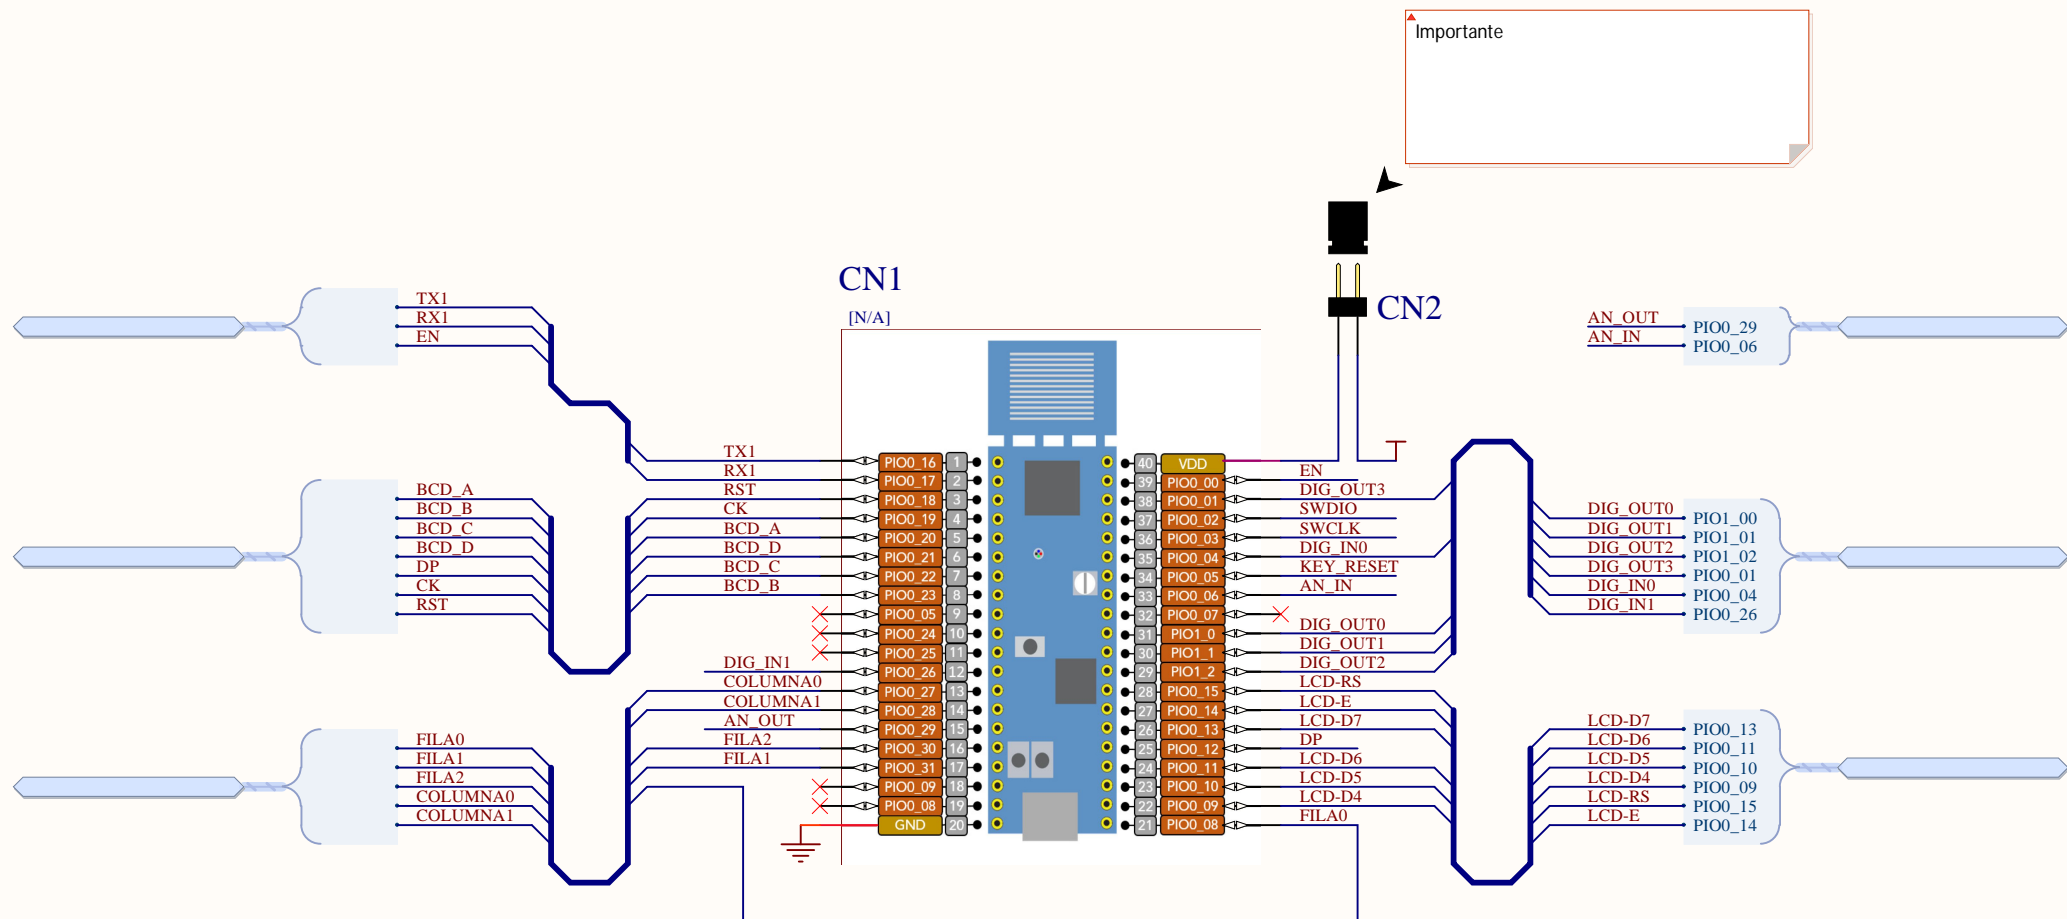 Importante
CN1
[N/A]
CN2
TX1
RX1
EN
BCD_A
BCD_B
BCD_C
BCD_D
DP
CK
RST
FILA0
FILA1
FILA2
COLUMNA0
COLUMNA1
TX1 PIO0_16 1
RX1 PIO0_17 2
RST PIO0_18 3
CK PIO0_19 4
BCD_A PIO0_20 5
BCD_D PIO0_21 6
BCD_C PIO0_22 7
BCD_B PIO0_23 8
PIO0_05 9
PIO0_24 10
PIO0_25 11
DIG_IN1 PIO0_26 12
COLUMNA0 PIO0_27 13
COLUMNA1 PIO0_28 14
AN_OUT PIO0_29 15
FILA2 PIO0_30 16
FILA1 PIO0_31 17
PIO0_09 18
PIO0_08 19
GND 20
40 VDD
39 PIO0_00 EN
38 PIO0_01 DIG_OUT3
37 PIO0_02 SWDIO
36 PIO0_03 SWCLK
35 PIO0_04 DIG_IN0
34 PIO0_05 KEY_RESET
33 PIO0_06 AN_IN
32 PIO0_07
31 PIO1_0 DIG_OUT0
30 PIO1_1 DIG_OUT1
29 PIO1_2 DIG_OUT2
28 PIO0_15 LCD-RS
27 PIO0_14 LCD-E
26 PIO0_13 LCD-D7
25 PIO0_12 DP
24 PIO0_11 LCD-D6
23 PIO0_10 LCD-D5
22 PIO0_09 LCD-D4
21 PIO0_08 FILA0
AN_OUT PIO0_29
AN_IN PIO0_06
DIG_OUT0 PIO1_00
DIG_OUT1 PIO1_01
DIG_OUT2 PIO1_02
DIG_OUT3 PIO0_01
DIG_IN0 PIO0_04
DIG_IN1 PIO0_26
LCD-D7 PIO0_13
LCD-D6 PIO0_11
LCD-D5 PIO0_10
LCD-D4 PIO0_09
LCD-RS PIO0_15
LCD-E PIO0_14